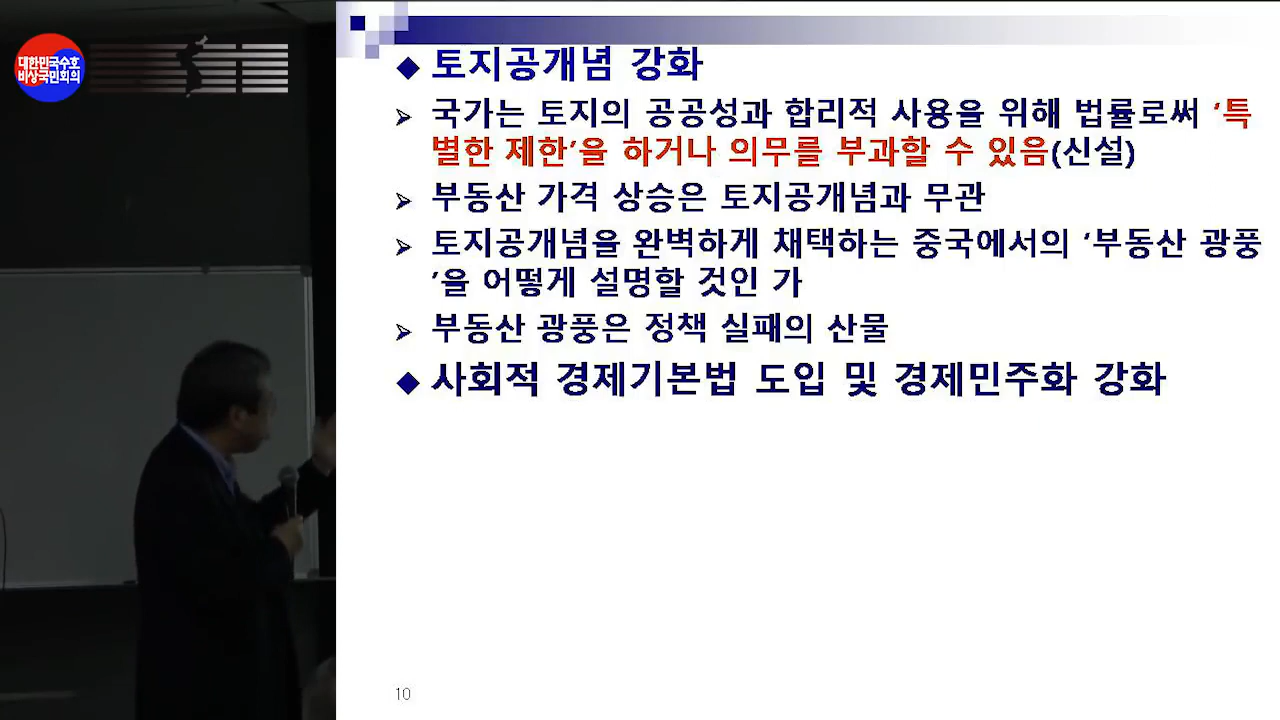 대한민국수호
비상국민회의
토지공개념 강화
국가는 토지의 공공성과 합리적 사용을 위해 법률로써 ‘특
별한 제한’을 하거나 의무를 부과할 수 있음(신설)
부동산 가격 상승은 토지공개념과 무관
토지공개념을 완벽하게 채택하는 중국에서의 ‘부동산 광풍
’을 어떻게 설명할 것인 가
부동산 광풍은 정책 실패의 산물
사회적 경제기본법 도입 및 경제민주화 강화
10